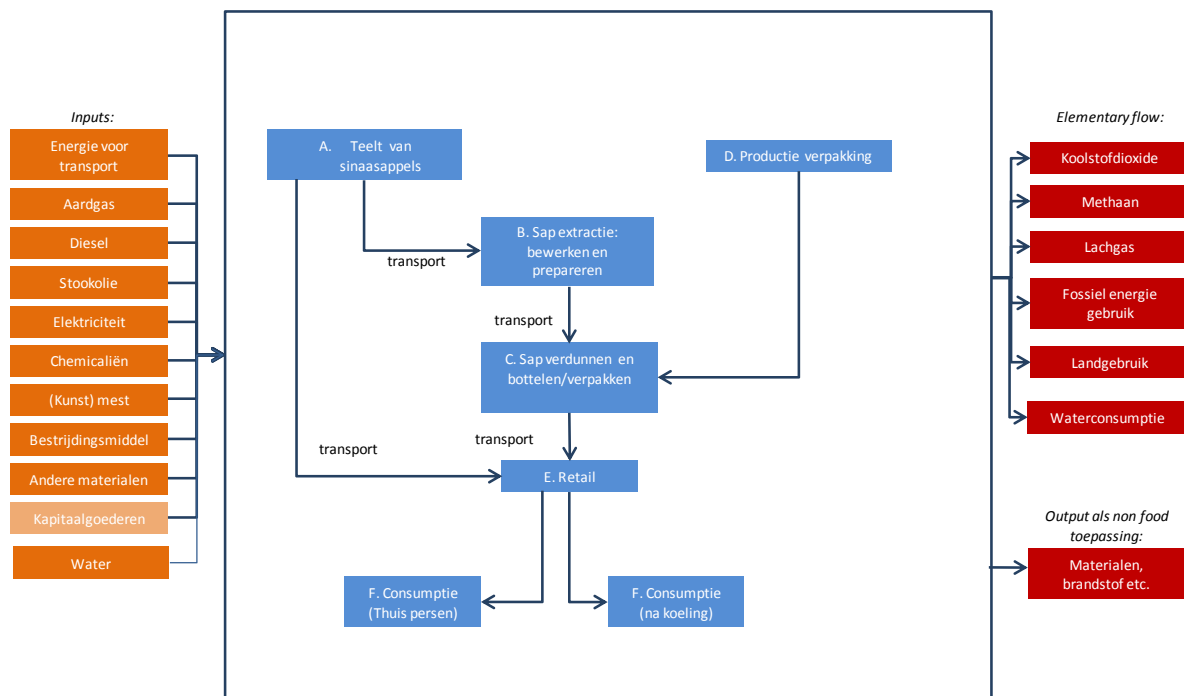 Inputs:
Energie voor
transport
Aardgas
Diesel
Stookolie
Elektriciteit
Chemicaliën
(Kunst) mest
Bestrijdingsmiddel
Andere materialen
Kapitaalgoederen
Water
A. Teelt van
sinaasappels
D. Productie verpakking
B. Sap extractie:
bewerken en
prepareren
transport
transport
C. Sap verdunnen en
bottelen/verpakken
transport
transport
E. Retail
F. Consumptie
(Thuis persen)
F. Consumptie
(na koeling)
Elementary flow:
Koolstofdioxide
Methaan
Lachgas
Fossiel energie
gebruik
Landgebruik
Waterconsumptie
Output als non food
toepassing:
Materialen,
brandstof etc.